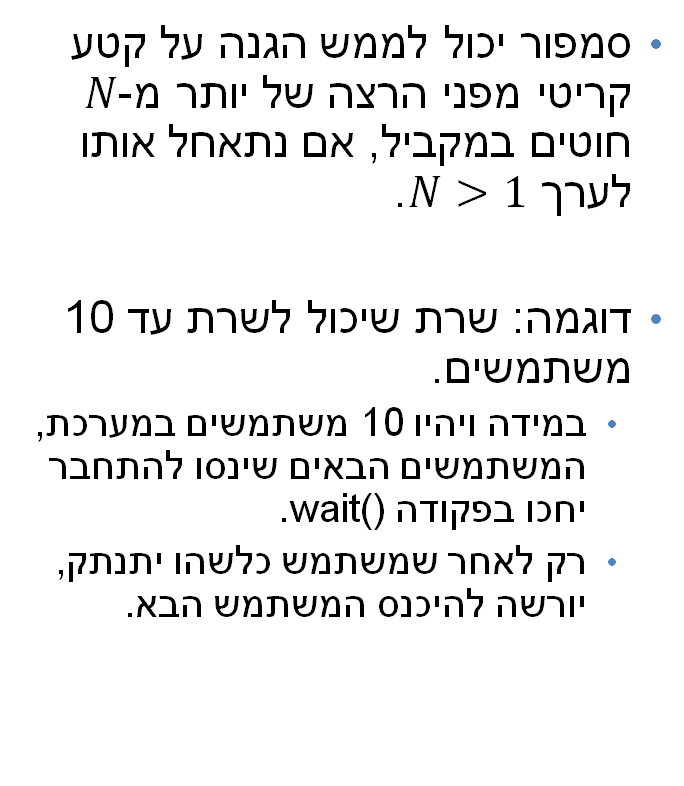 • סמפור יכול לממש הגנה על קטע
קריטי מפני הרצה של יותר מ-N
חוטים במקביל, אם נתאחל אותו
לערך N > 1.
• דוגמה: שרת שיכול לשרת עד 10
משתמשים.
• במידה ויהיו 10 משתמשים במערכת,
המשתמשים הבאים שינסו להתחבר
יחכו בפקודה wait().
• רק לאחר שמשתמש כלשהו יתנתק,
יורשה להיכנס המשתמש הבא.